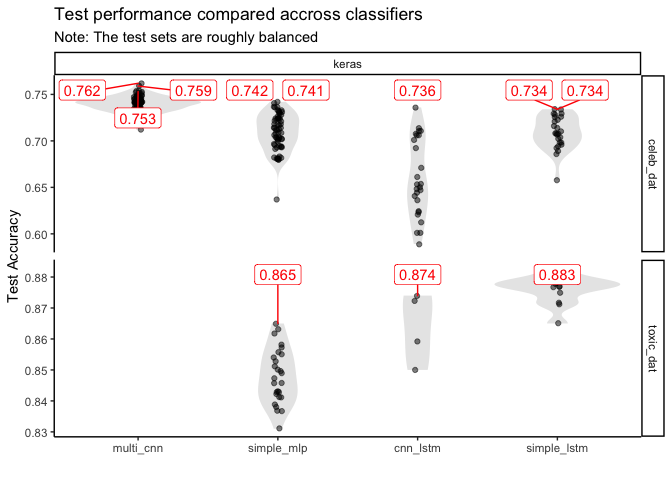 Test performance compared accross classifiers
Note: The test sets are roughly balanced
keras
0.762
0.759
0.742
0.741
0.736
0.734
0.734
0.753
0.75
0.70
0.65
0.60
celeb_dat
Test Accuracy
0.865
0.874
0.883
0.88
0.87
0.86
0.85
0.84
0.83
toxic_dat
multi_cnn
simple_mlp
cnn_lstm
simple_lstm